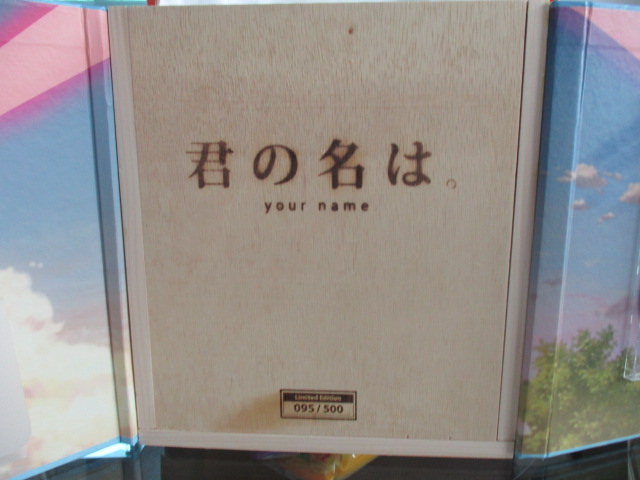 君の名は。
your name
Limited Edition
095/500